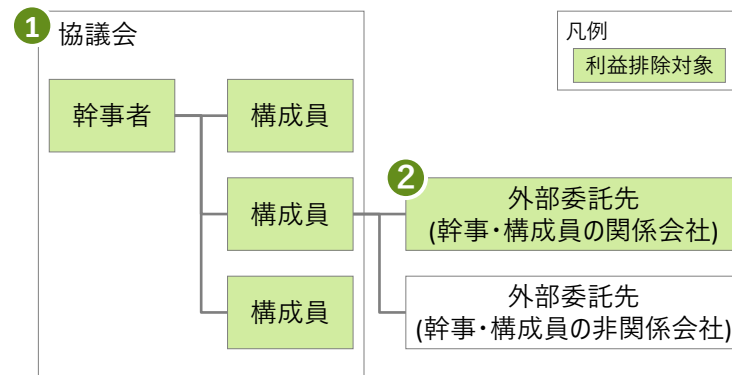 1 協議会
凡例
利益排除対象
幹事者
構成員
構成員
構成員
2
外部委託先
(幹事・構成員の関係会社)
外部委託先
(幹事・構成員の非関係会社)